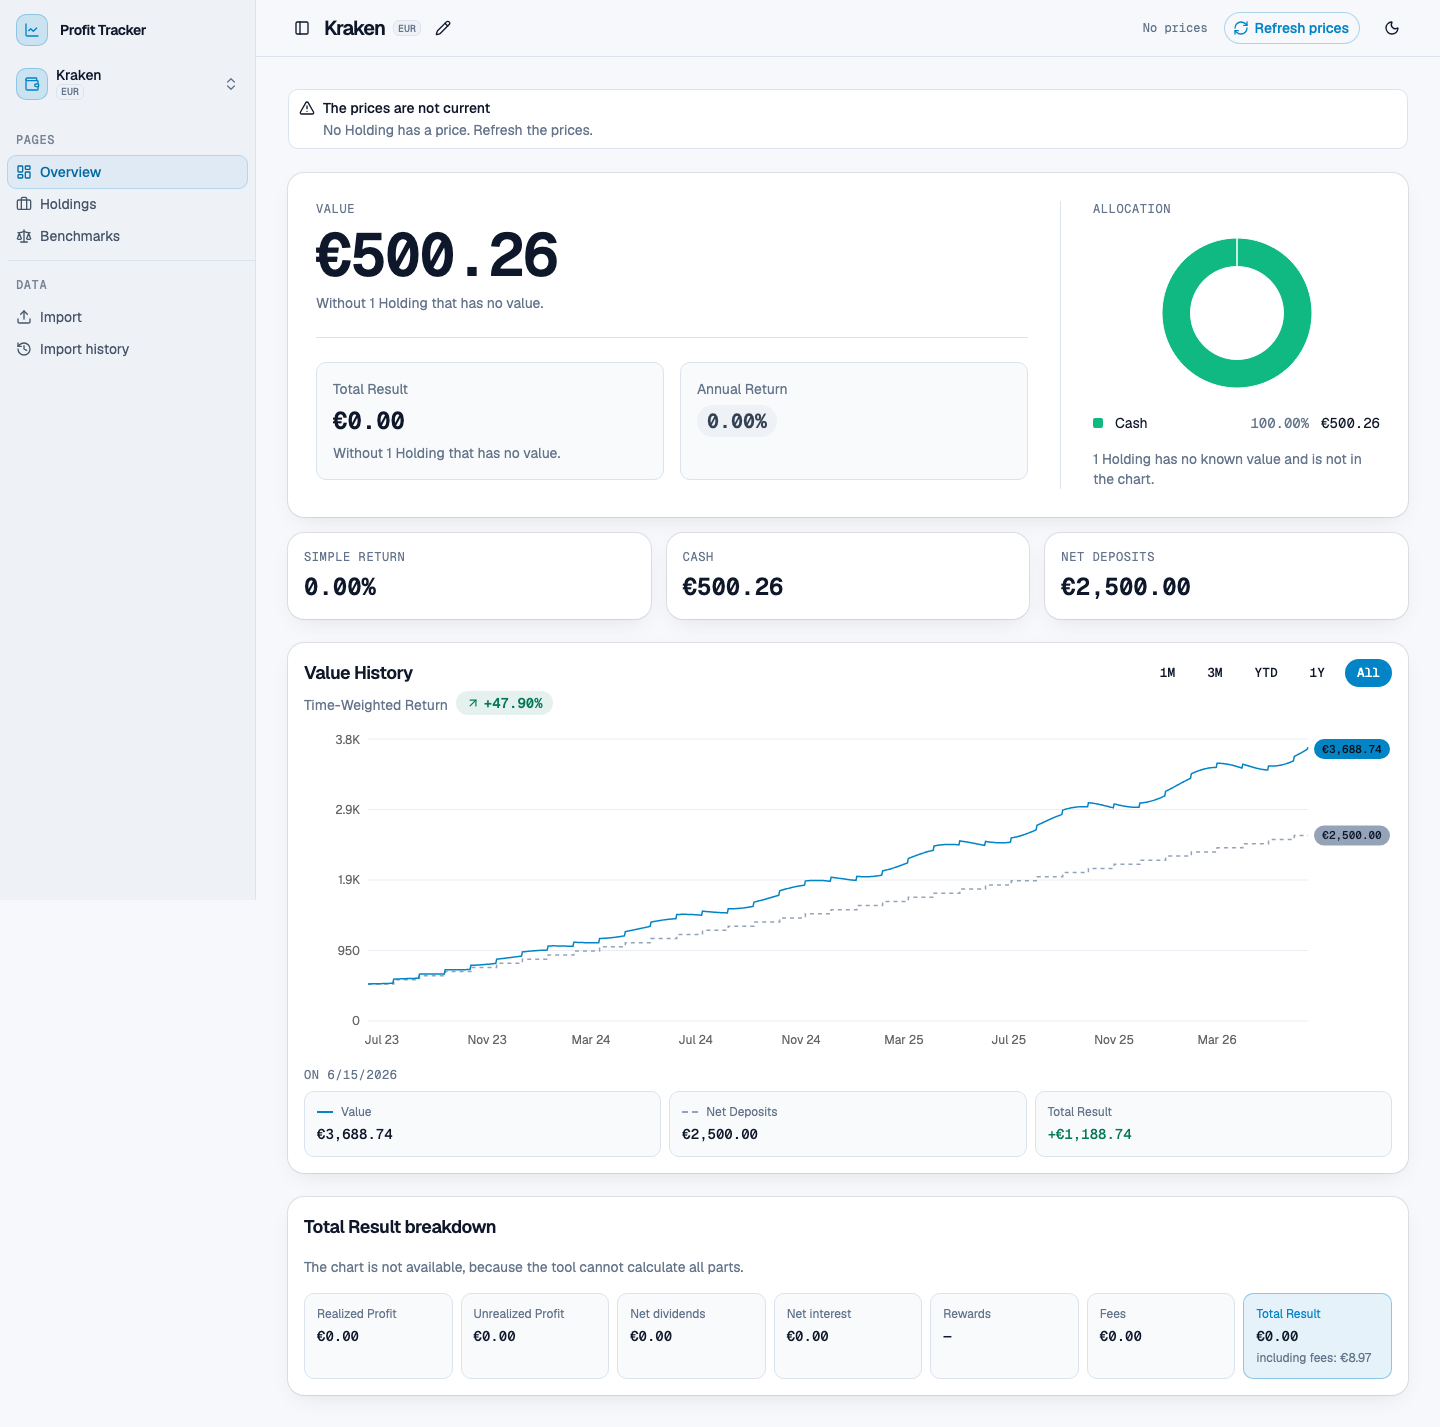 Profit Tracker
Kraken
EUR
PAGES
Overview
Holdings
Benchmarks
DATA
Import
Import history
Kraken EUR
No prices
Refresh prices
The prices are not current
No Holding has a price. Refresh the prices.
VALUE
€500.26
Without 1 Holding that has no value.
Total Result
€0.00
Without 1 Holding that has no value.
Annual Return
0.00%
ALLOCATION
Cash 100.00% €500.26
1 Holding has no known value and is not in
the chart.
SIMPLE RETURN
0.00%
CASH
€500.26
NET DEPOSITS
€2,500.00
Value History
1M 3M YTD 1Y All
Time-Weighted Return +47.90%
3.8K
2.9K
1.9K
950
0
€3,688.74
€2,500.00
Jul 23 Nov 23 Mar 24 Jul 24 Nov 24 Mar 25 Jul 25 Nov 25 Mar 26
ON 6/15/2026
Value
€3,688.74
Net Deposits
€2,500.00
Total Result
+€1,188.74
Total Result breakdown
The chart is not available, because the tool cannot calculate all parts.
Realized Profit
€0.00
Unrealized Profit
€0.00
Net dividends
€0.00
Net interest
€0.00
Rewards
–
Fees
€0.00
Total Result
€0.00
including fees: €8.97